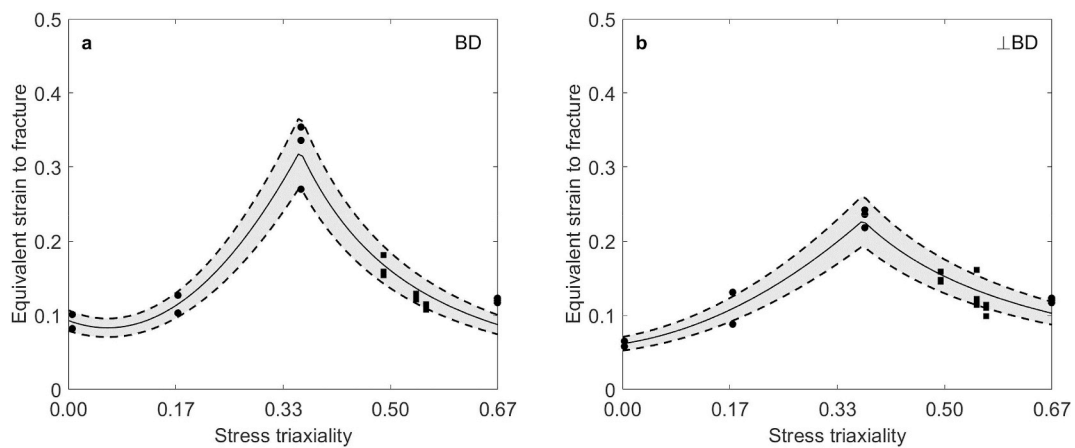 a
BD
0.5
0.4
0.3
0.2
0.1
0
0.00 0.17 0.33 0.50 0.67
Equivalent strain to fracture
Stress triaxiality
b
⊥BD
0.5
0.4
0.3
0.2
0.1
0
0.00 0.17 0.33 0.50 0.67
Equivalent strain to fracture
Stress triaxiality